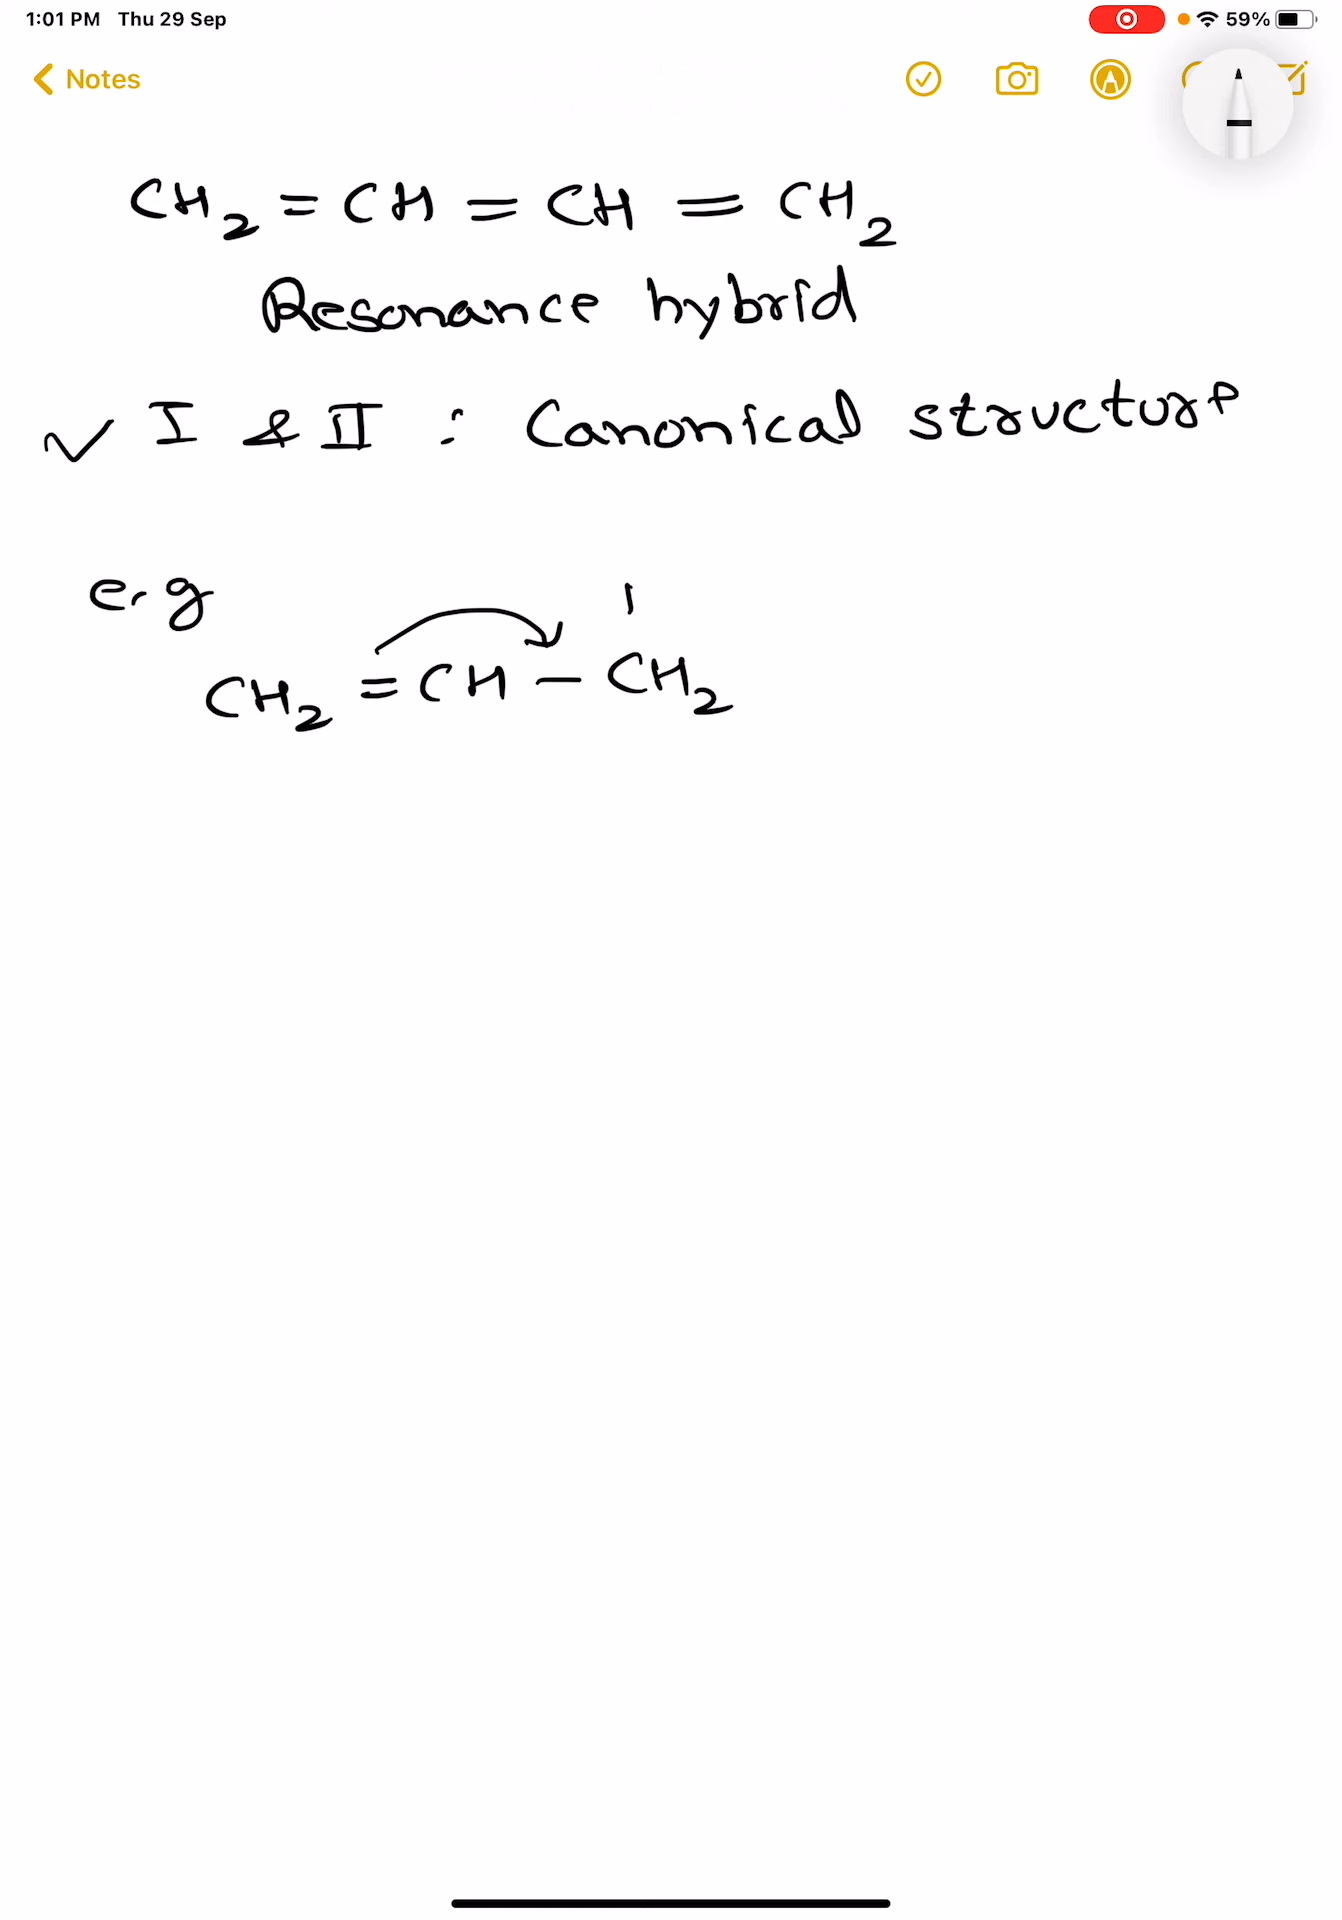 1:01 PM Thu 29 Sep 59%
Notes
CH₂ = CH = CH = CH₂
Resonance hybrid
I & II : Canonical structure
e.g
CH₂ = CH - CH₂